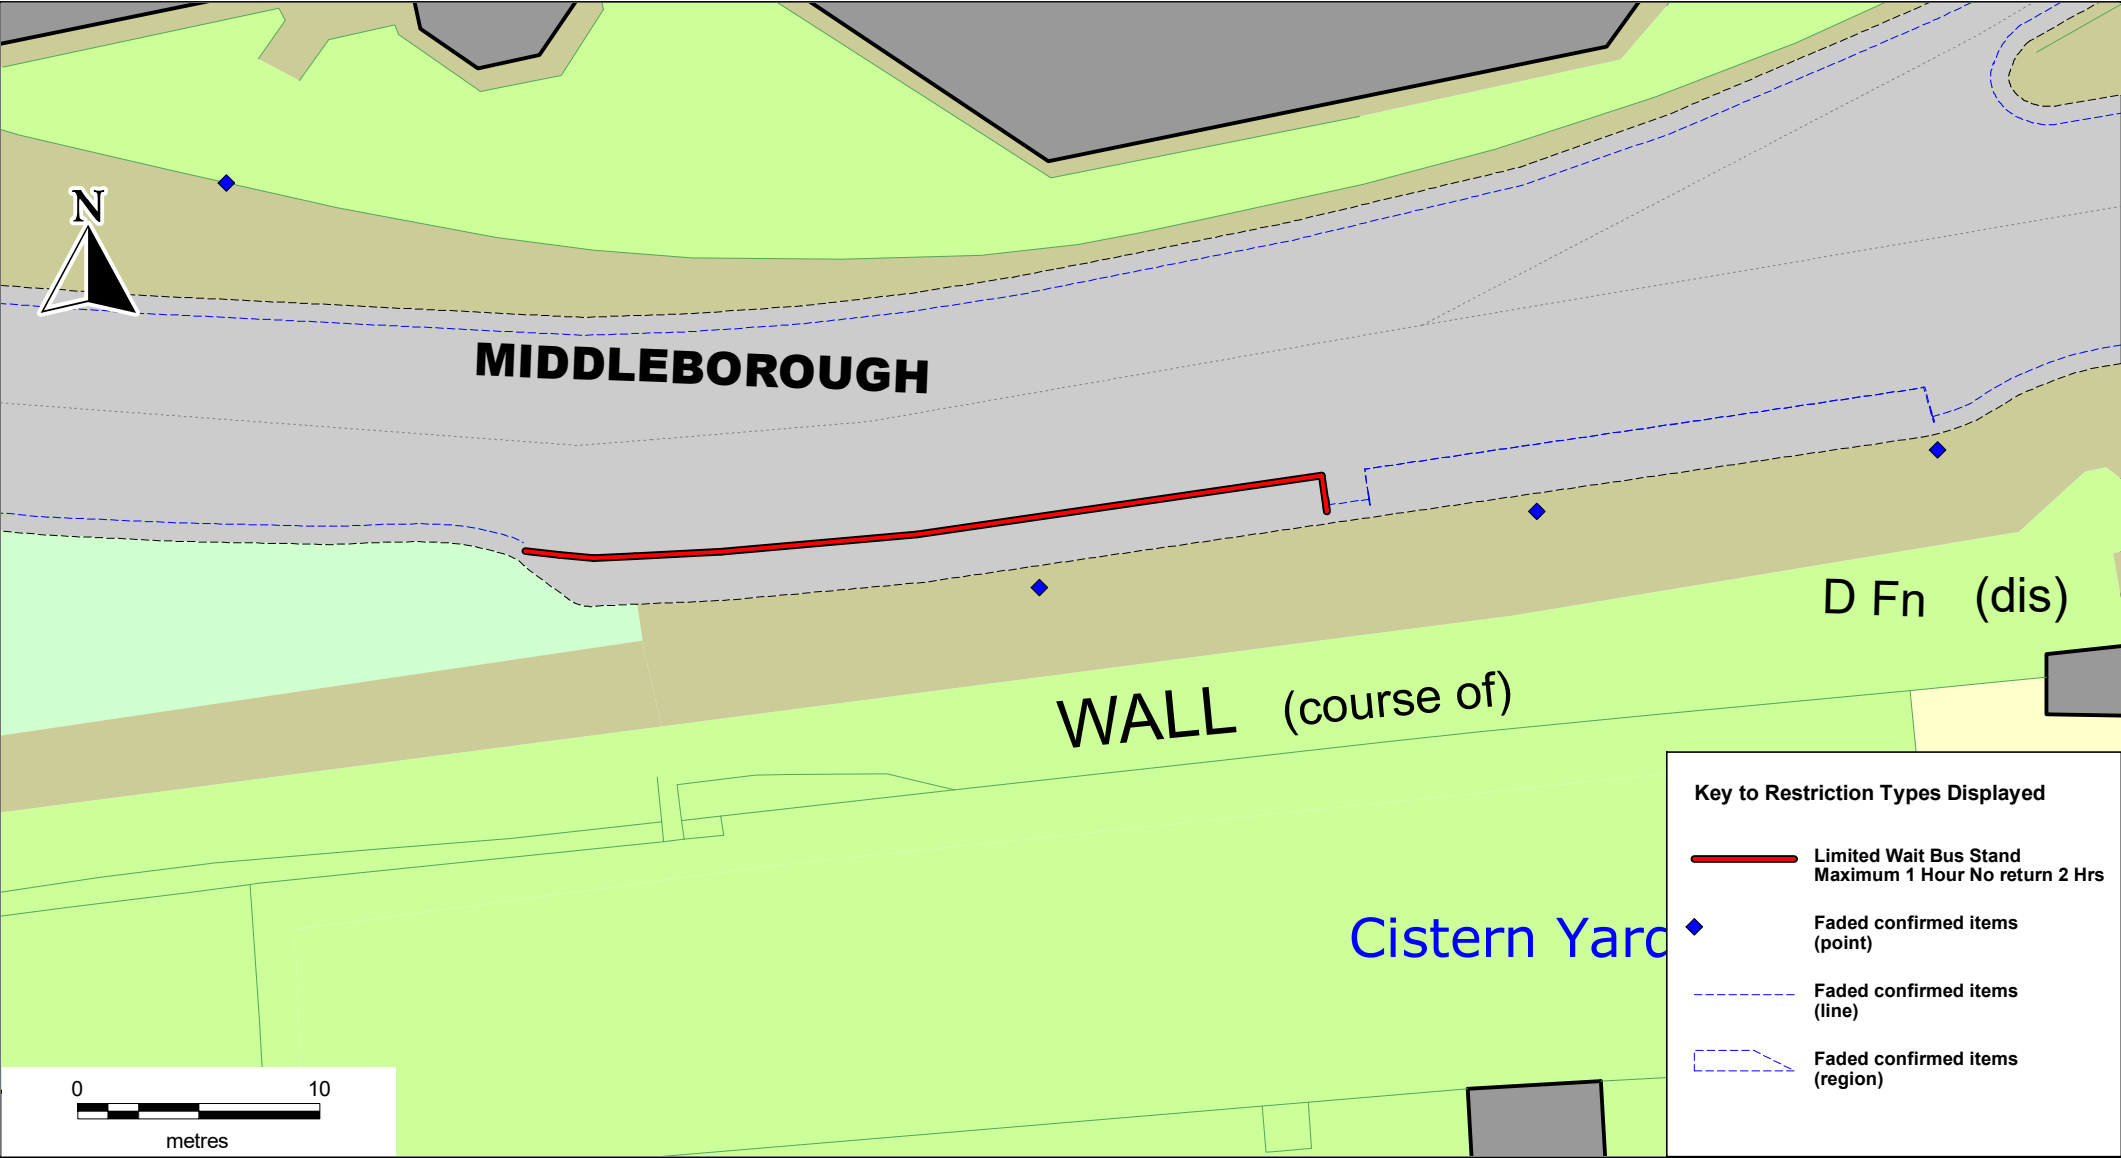 N
MIDDLEBOROUGH
D Fn (dis)
WALL (course of)
Cistern Yard
Key to Restriction Types Displayed
Limited Wait Bus Stand
Maximum 1 Hour No return 2 Hrs
Faded confirmed items
(point)
Faded confirmed items
(line)
Faded confirmed items
(region)
0 10
metres